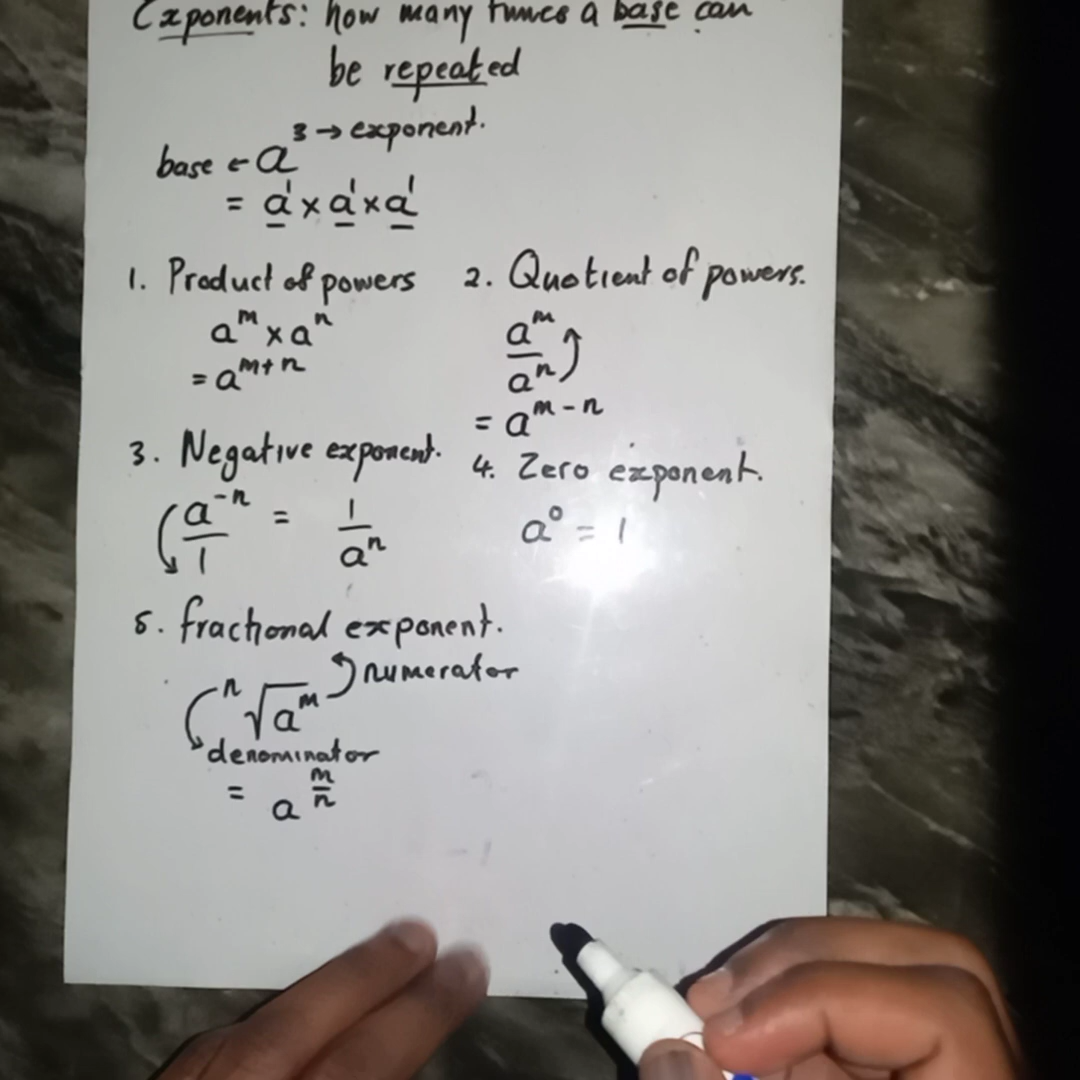 Exponents: how many times a base can
be repeated
3 → exponent.
base ← a
= a¹ × a¹ × a¹
1. Product of powers
a^m × a^n
= a^(m+n)
2. Quotient of powers.
a^m
a^n
= a^(m-n)
3. Negative exponent.
a^-n / 1 = 1 / a^n
4. Zero exponent.
a^0 = 1
5. fractional exponent.
n√a^m numerator
denominator
= a^(m/n)